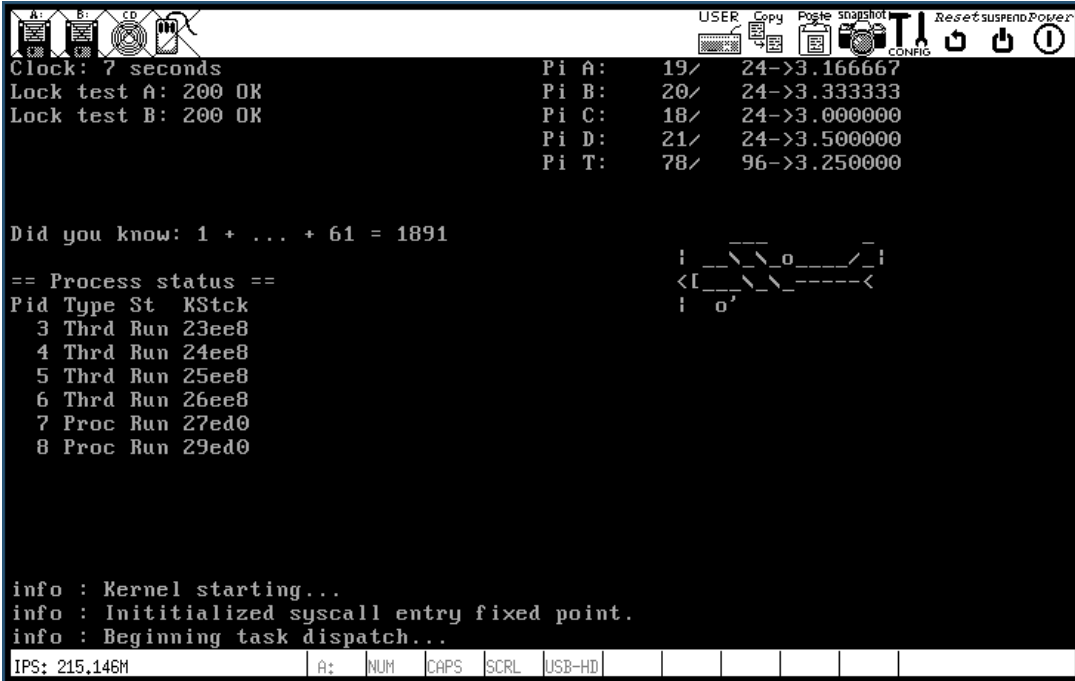 A: B: CD USER Copy Poste snapshot CONFIG Reset SUSPEND Power
Clock: 7 seconds Pi A: 19/ 24->3.166667
Lock test A: 200 OK Pi B: 20/ 24->3.333333
Lock test B: 200 OK Pi C: 18/ 24->3.000000
Pi D: 21/ 24->3.500000
Pi T: 78/ 96->3.250000
Did you know: 1 + ... + 61 = 1891
== Process status ==
Pid Type St KStck
3 Thrd Run 23ee8
4 Thrd Run 24ee8
5 Thrd Run 25ee8
6 Thrd Run 26ee8
7 Proc Run 27ed0
8 Proc Run 29ed0
info : Kernel starting...
info : Inititialized syscall entry fixed point.
info : Beginning task dispatch...
IPS: 215.146M A: NUM CAPS SCRL USB-HD